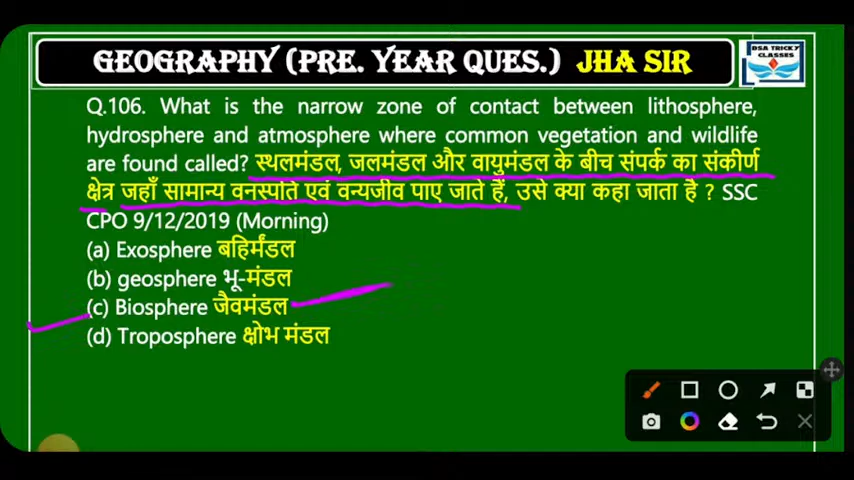 GEOGRAPHY (PRE. YEAR QUES.) JHA SIR
BSA TRICKY
CLASSES
Q.106. What is the narrow zone of contact between lithosphere,
hydrosphere and atmosphere where common vegetation and wildlife
are found called? स्थलमंडल, जलमंडल और वायुमंडल के बीच संपर्क का संकीर्ण
क्षेत्र जहाँ सामान्य वनस्पति एवं वन्यजीव पाए जाते हैं, उसे क्या कहा जाता है ? SSC
CPO 9/12/2019 (Morning)
(a) Exosphere बहिर्मंडल
(b) geosphere भू-मंडल
(c) Biosphere जैवमंडल
(d) Troposphere क्षोभ मंडल